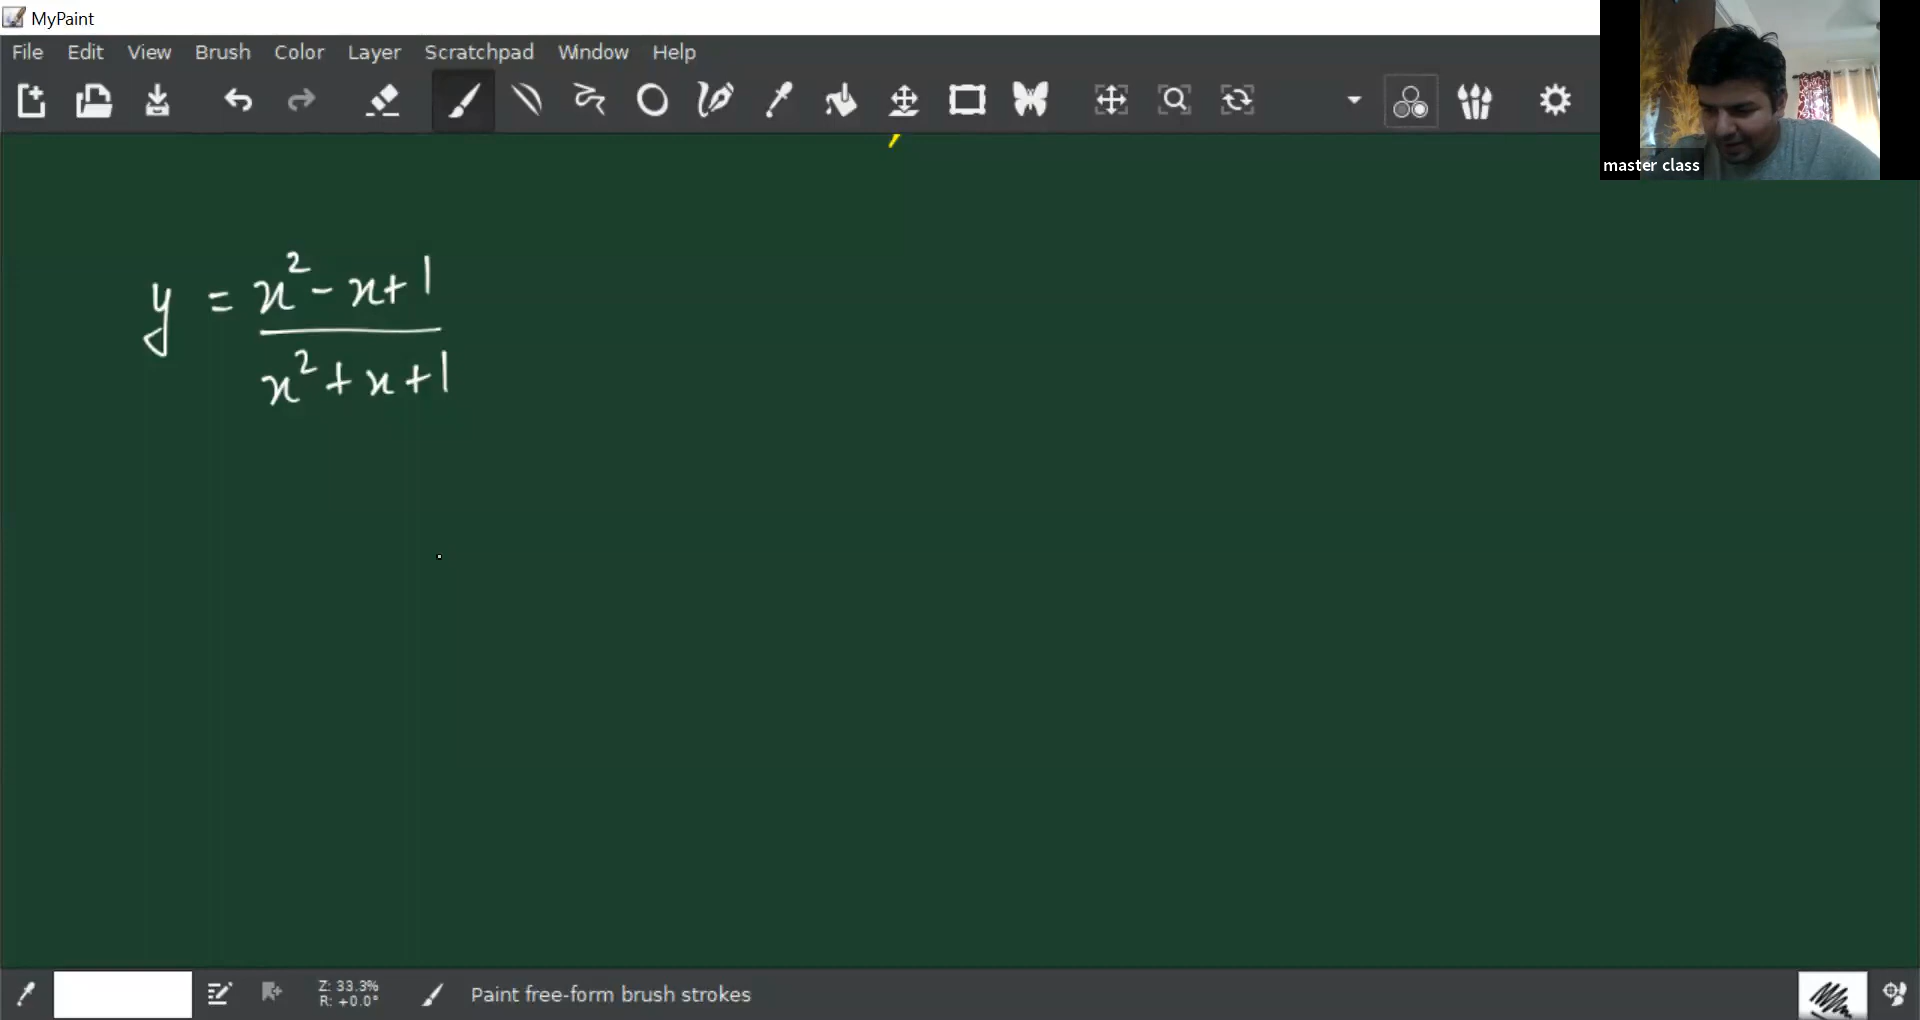 MyPaint
File Edit View Brush Color Layer Scratchpad Window Help
master class
y = x² - x + 1
x² + x + 1
Z: 33.3%
R: +0.0°
Paint free-form brush strokes